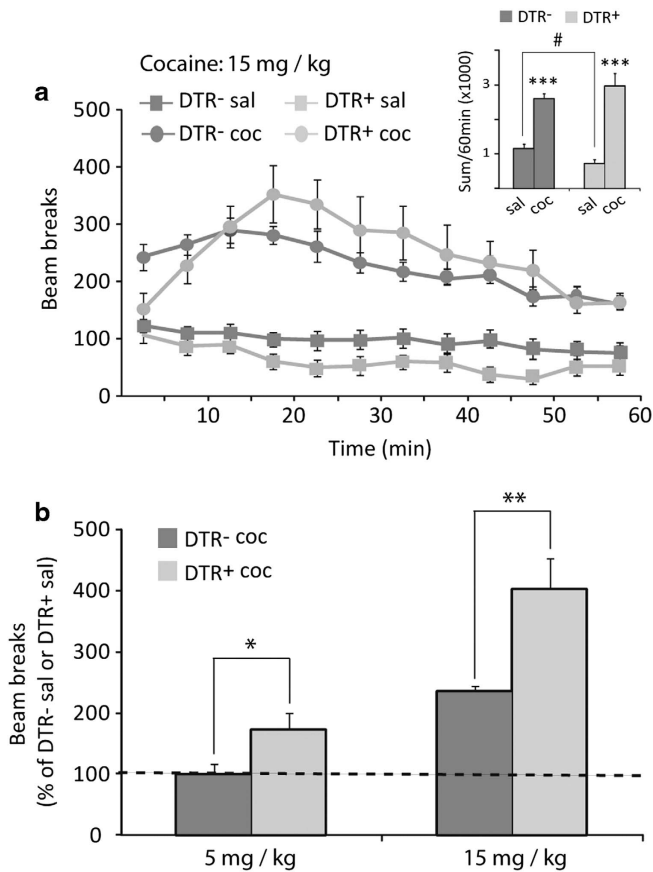 DTR- DTR+
#
*** ***
Sum/60min (x1000)
3
1
sal coc sal coc
a
Cocaine: 15 mg / kg
DTR- sal DTR+ sal
DTR- coc DTR+ coc
Beam breaks
500
400
300
200
100
0
10 20 30 40 50 60
Time (min)
b
DTR- coc
DTR+ coc
* **
Beam breaks
(% of DTR- sal or DTR+ sal)
500
400
300
200
100
0
5 mg / kg 15 mg / kg